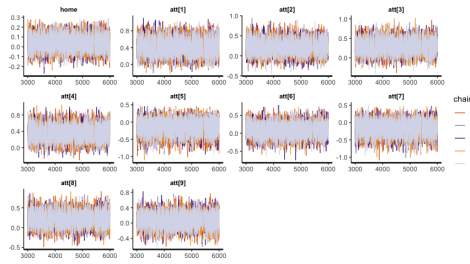 home att[1] att[2] att[3]
0.3 0.2 0.1 0.0 -0.1 -0.2
0.8 0.4 0.0
1.0 0.5 0.0 -0.5
1.0 0.5 0.0
3000 4000 5000 6000 3000 4000 5000 6000 3000 4000 5000 6000 3000 4000 5000 6000
att[4] att[5] att[6] att[7]
0.8 0.4 0.0
0.5 0.0 -0.5 -1.0
0.5 0.0 -0.5
0.5 0.0 -0.5 -1.0
chain
3000 4000 5000 6000 3000 4000 5000 6000 3000 4000 5000 6000 3000 4000 5000 6000
att[8] att[9]
0.5 0.0 -0.5
0.8 0.4 0.0 -0.4
3000 4000 5000 6000 3000 4000 5000 6000